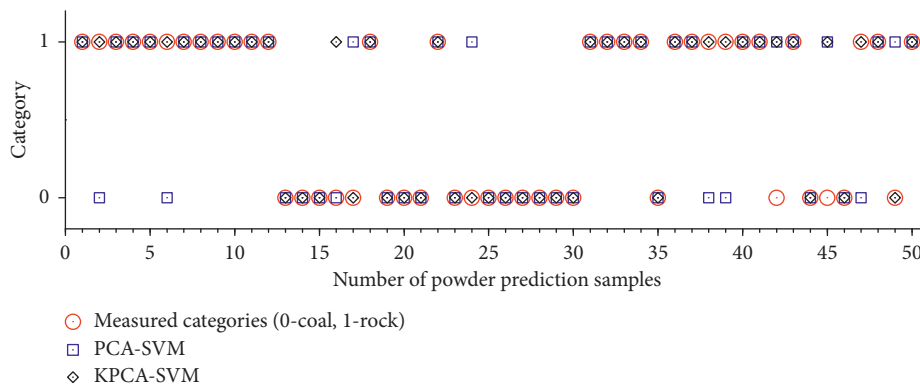 1
0
Category
0 5 10 15 20 25 30 35 40 45 50
Number of powder prediction samples
Measured categories (0-coal, 1-rock)
PCA-SVM
KPCA-SVM